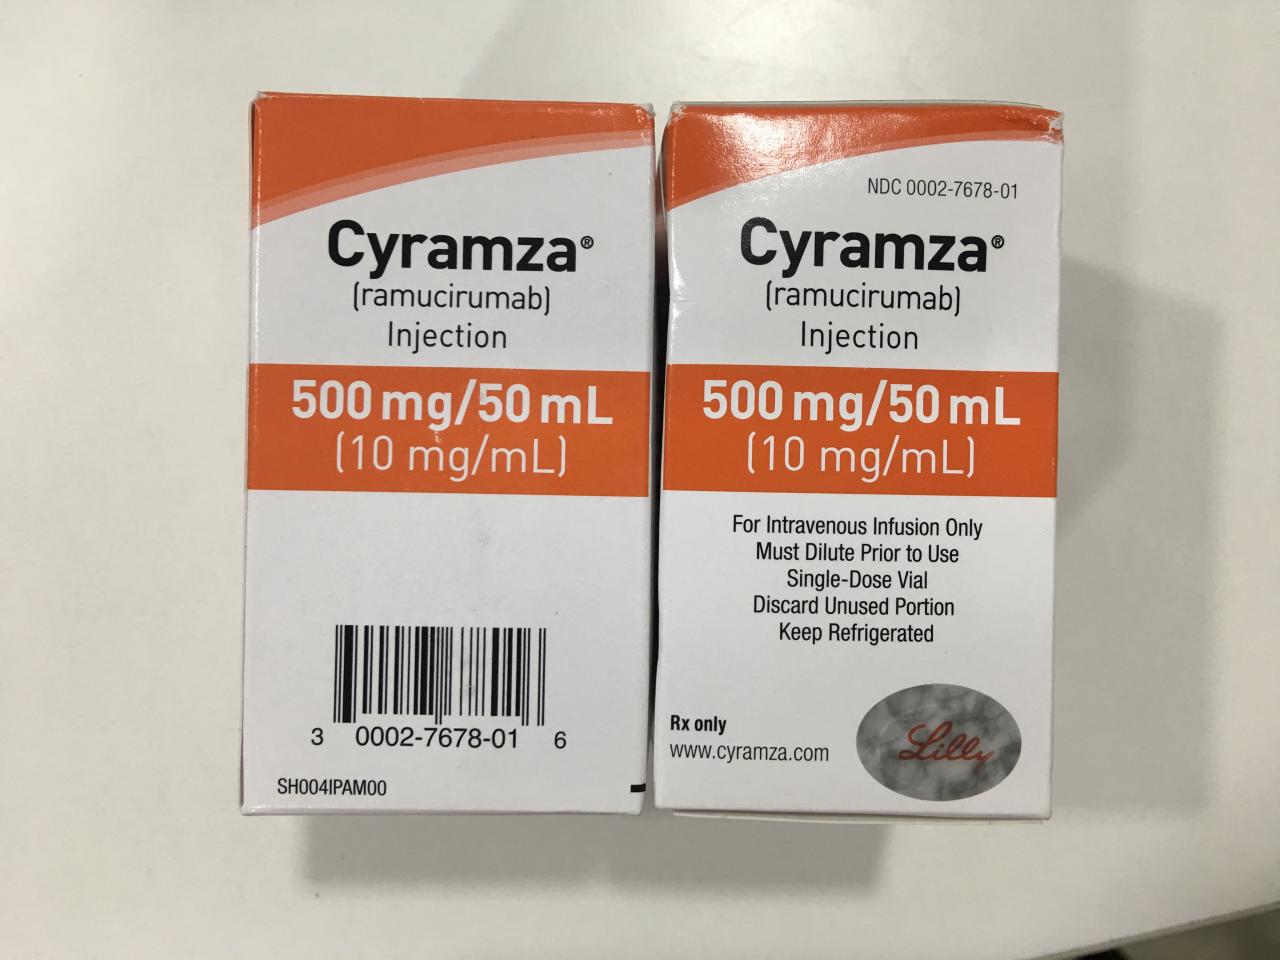 Cyramza®
(ramucirumab)
Injection
500 mg/50 mL
(10 mg/mL)
3 0002-7678-01 6
SH004IPAM00
NDC 0002-7678-01
Cyramza®
(ramucirumab)
Injection
500 mg/50 mL
(10 mg/mL)
For Intravenous Infusion Only
Must Dilute Prior to Use
Single-Dose Vial
Discard Unused Portion
Keep Refrigerated
Rx only
www.cyramza.com
Lilly